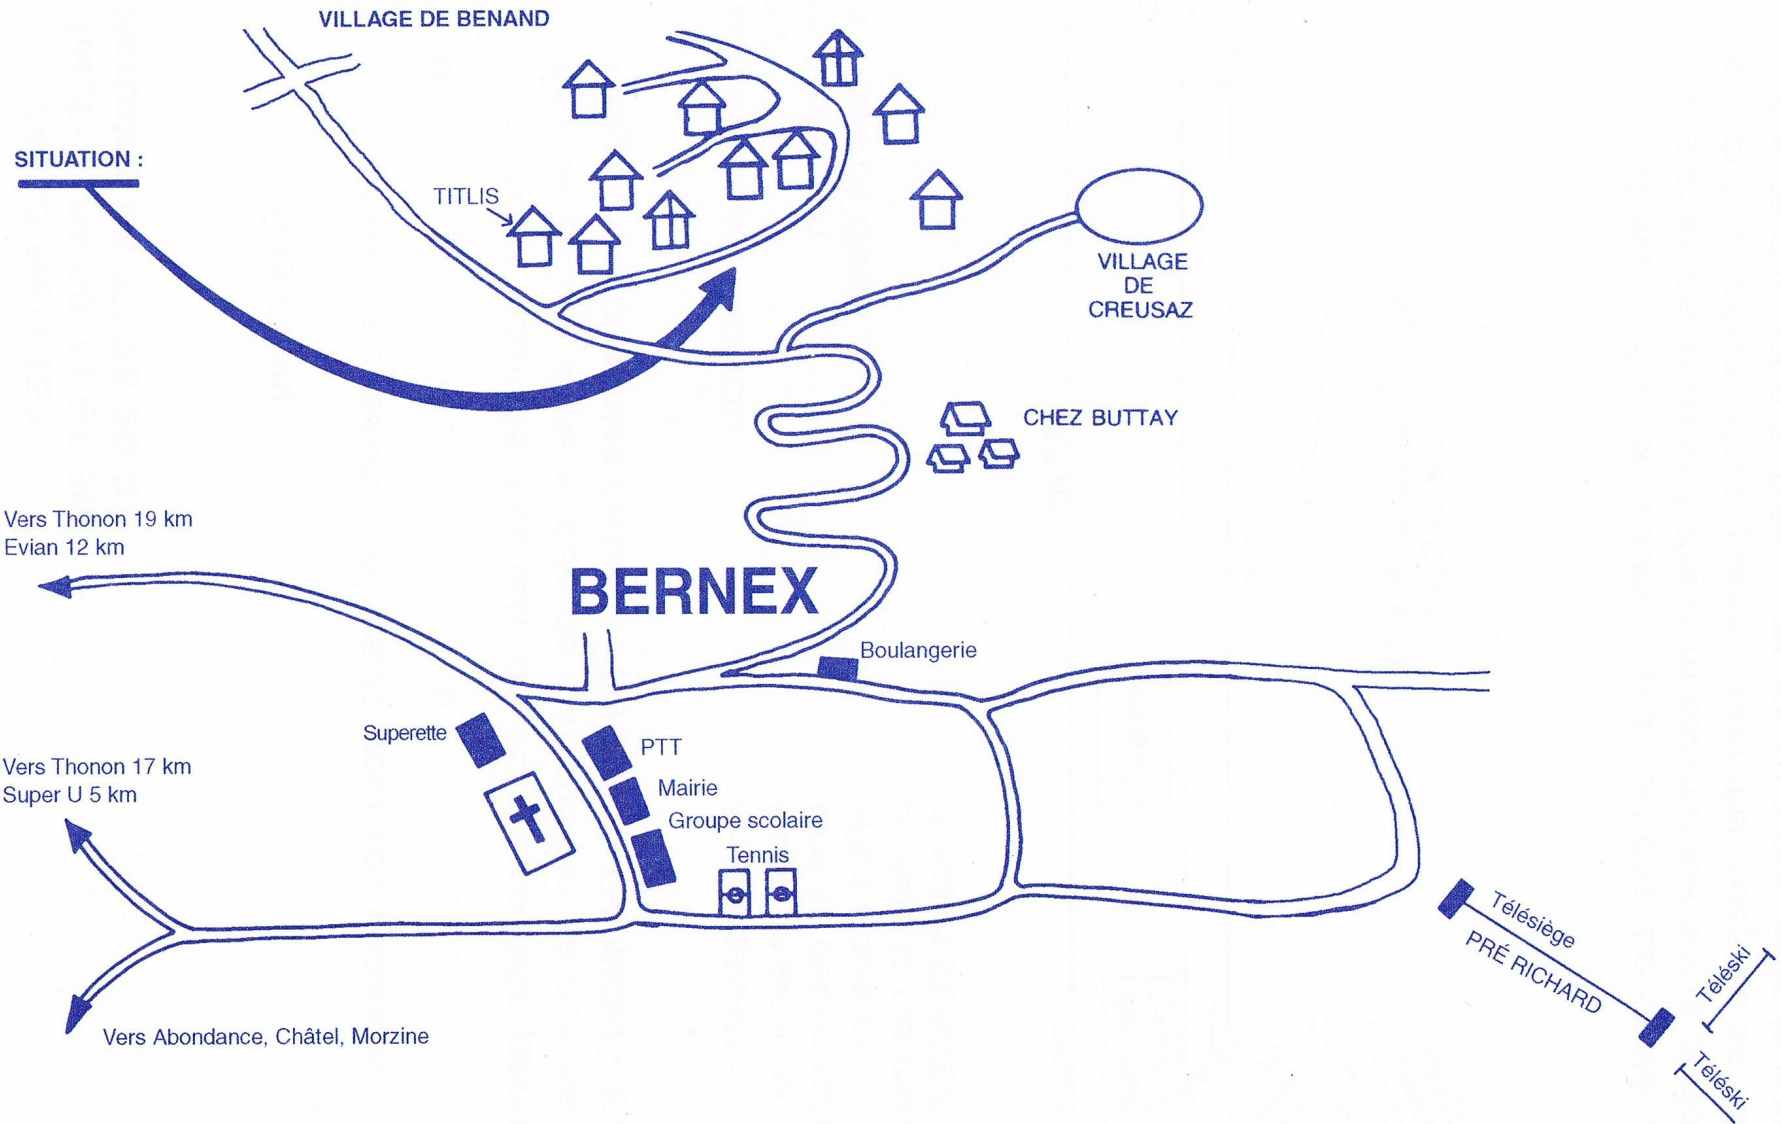 VILLAGE DE BENAND
SITUATION :
TITLIS
VILLAGE
DE
CREUSAZ
CHEZ BUTTAY
Vers Thonon 19 km
Evian 12 km
BERNEX
Boulangerie
Superette
PTT
Mairie
Groupe scolaire
Tennis
Vers Thonon 17 km
Super U 5 km
Vers Abondance, Châtel, Morzine
Télésiège
PRÉ RICHARD
Téléski
Téléski